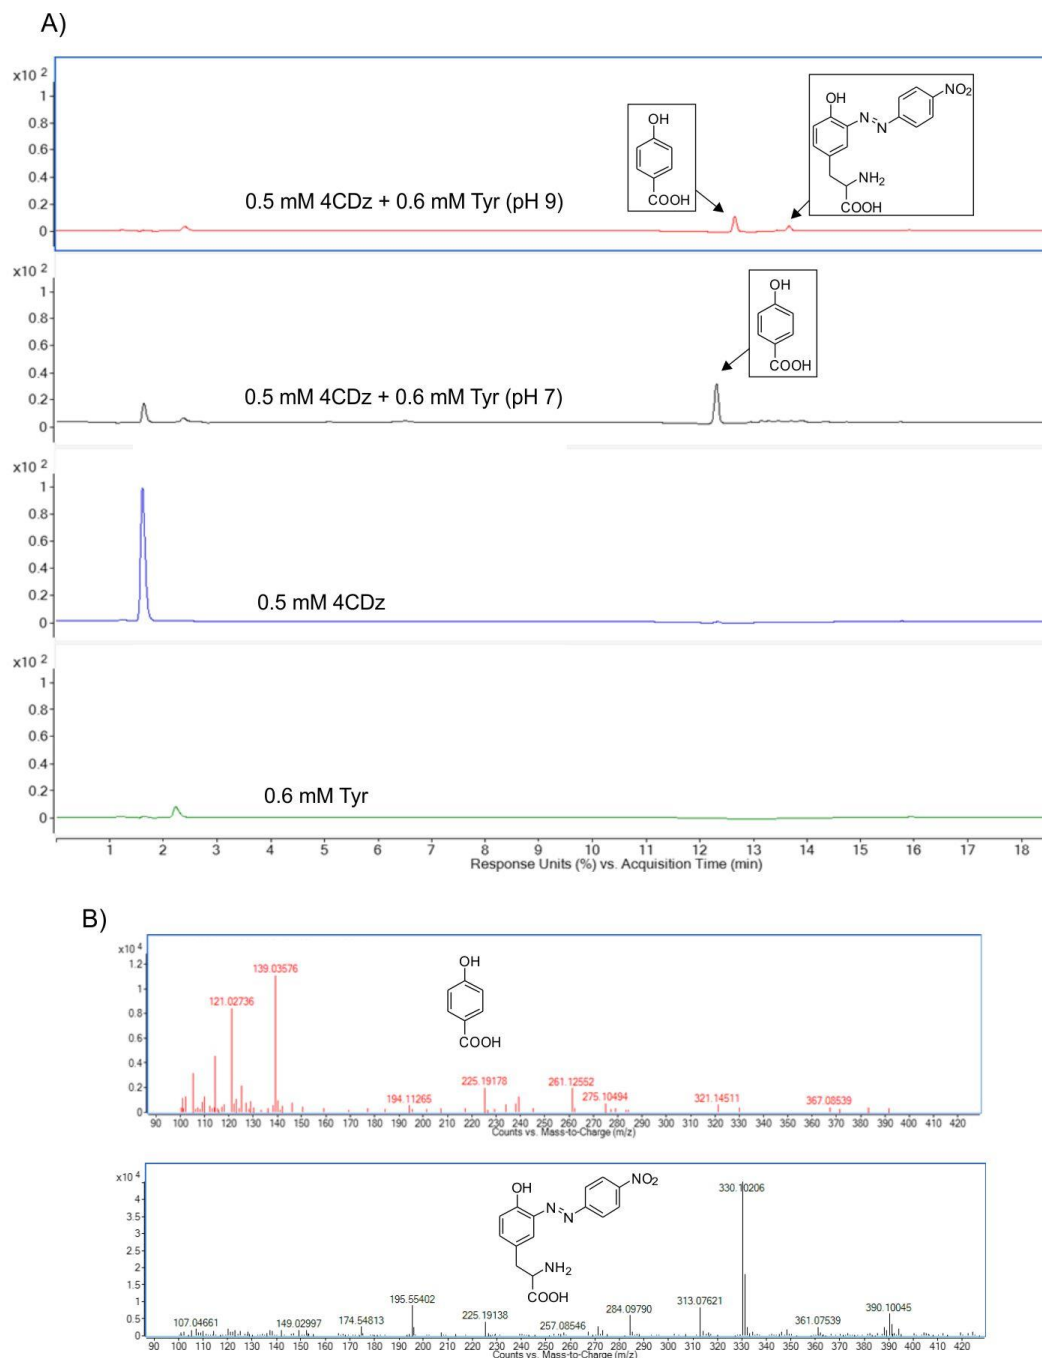 A)
x10 2
1
0.8
0.6
0.4
0.2
0
0.5 mM 4CDz + 0.6 mM Tyr (pH 9)
OH
COOH
OH
N
N
NO2
NH2
COOH
x10 2
1
0.8
0.6
0.4
0.2
0
0.5 mM 4CDz + 0.6 mM Tyr (pH 7)
OH
COOH
x10 2
1
0.8
0.6
0.4
0.2
0
0.5 mM 4CDz
x10 2
1
0.8
0.6
0.4
0.2
0
0.6 mM Tyr
1 2 3 4 5 6 7 8 9 10 11 12 13 14 15 16 17 18
Response Units (%) vs. Acquisition Time (min)
B)
x10 4
1.2
1
0.8
0.6
0.4
0.2
0
139.03576
121.02736
194.11265
225.19178
261.12552
275.10494
321.14511
367.08539
OH
COOH
90 100 110 120 130 140 150 160 170 180 190 200 210 220 230 240 250 260 270 280 290 300 310 320 330 340 350 360 370 380 390 400 410 420
Counts vs. Mass-to-Charge (m/z)
x10 4
4
3.5
3
2.5
2
1.5
1
0.5
0
OH
N
N
NO2
NH2
COOH
330.10206
107.04661
149.02997
174.54813
195.55402
225.19138
257.08546
284.09790
313.07621
361.07539
390.10045
90 100 110 120 130 140 150 160 170 180 190 200 210 220 230 240 250 260 270 280 290 300 310 320 330 340 350 360 370 380 390 400 410 420
Counts vs. Mass-to-Charge (m/z)